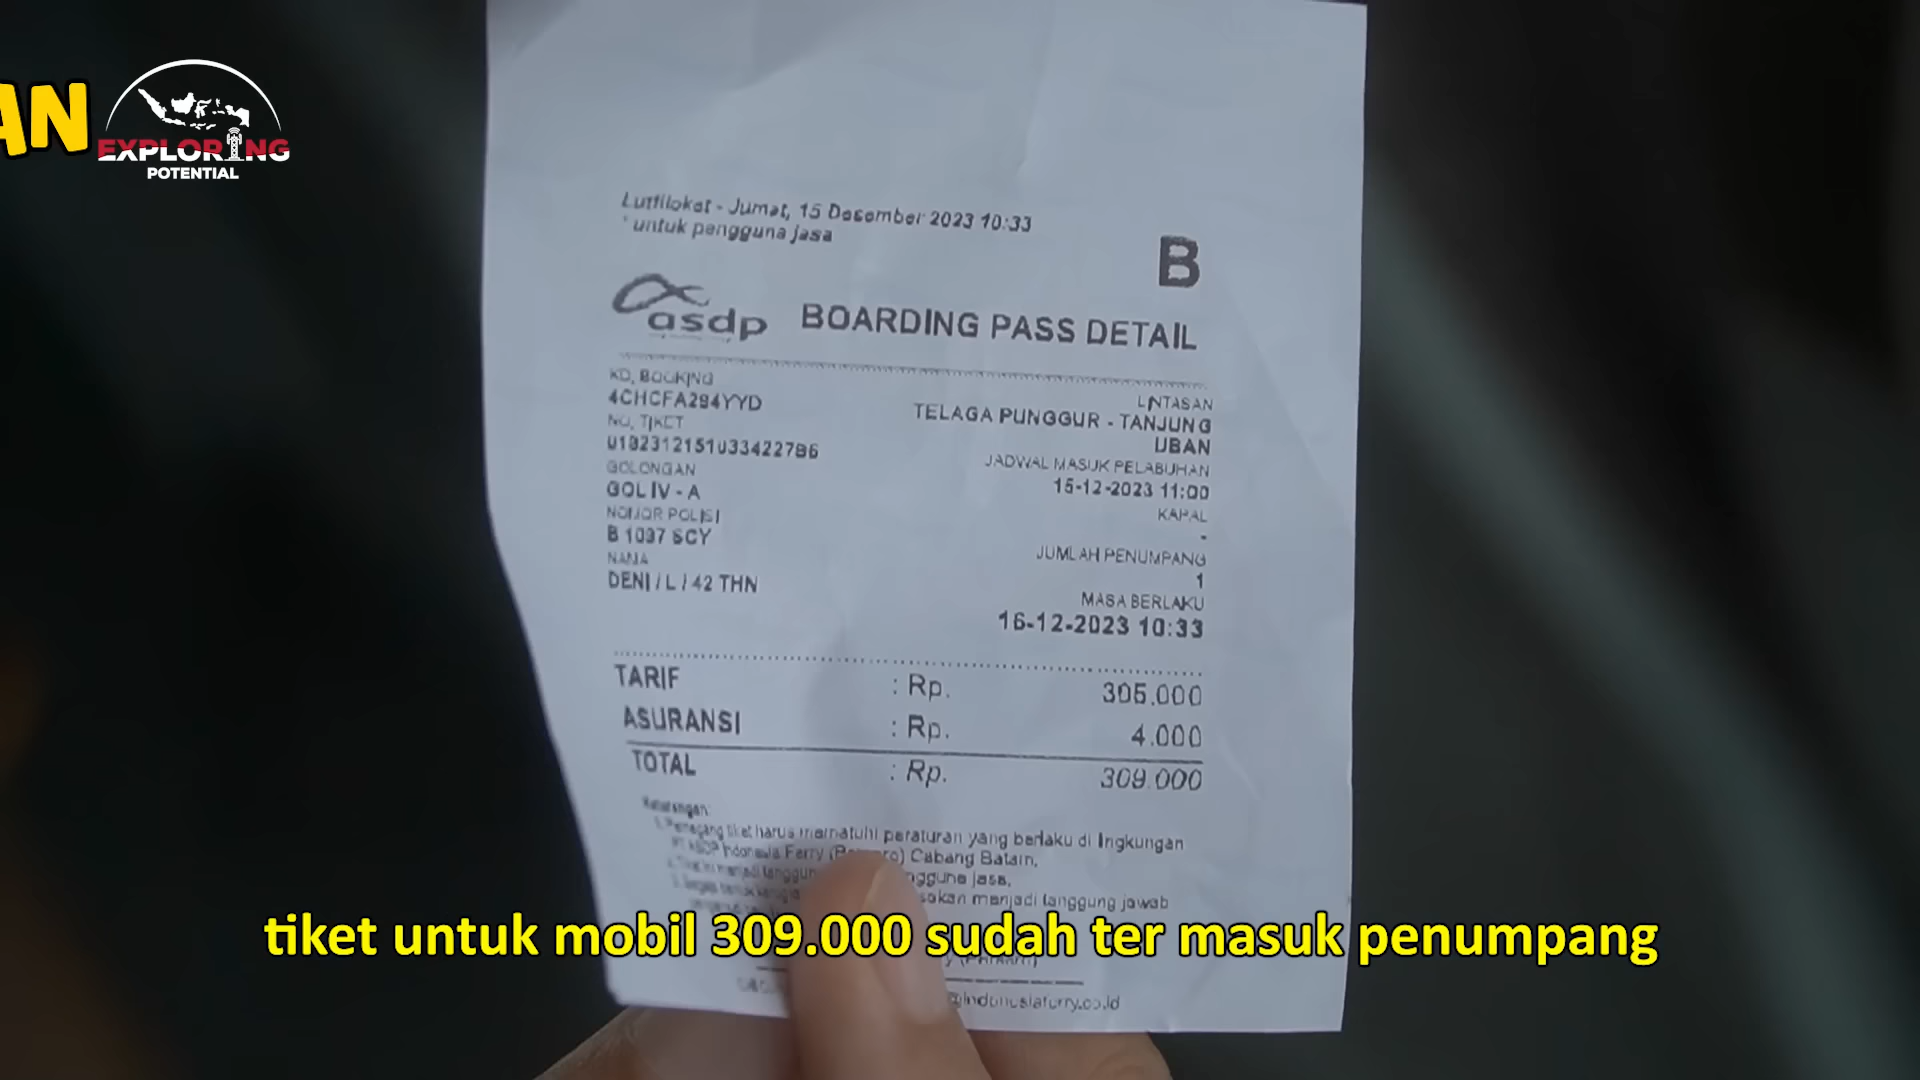 AN
EXPLORING
POTENTIAL
Lutfilokat - Jumat, 15 Desember 2023 10:33
* untuk pengguna jasa
B
asdp
BOARDING PASS DETAIL
KD. BOOKING
4CHCFA294YYD
NO. TIKET
LINTASAN
TELAGA PUNGGUR - TANJUNG
UBAN
GOLONGAN
GOL IV - A
JADWAL MASUK PELABUHAN
15-12-2023 11:00
NOMOR POLISI
B 1097 SCY
KAPAL
-
NAMA
DENI / L / 42 THN
JUMLAH PENUMPANG
1
MASA BERLAKU
16-12-2023 10:33
TARIF : Rp. 305.000
ASURANSI : Rp. 4.000
TOTAL : Rp. 309.000
Keterangan:
tiket harus mematuhi peraturan yang berlaku di lingkungan
PT ASDP Indonesia Ferry Cabang Batam.
jasa.
menjadi tanggung jawab
tiket untuk mobil 309.000 sudah ter masuk penumpang
@indonesiaferry.co.id